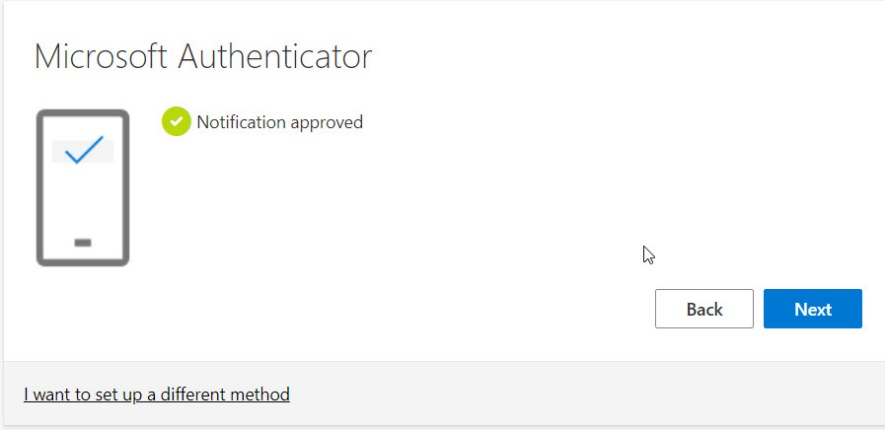 Microsoft Authenticator
Notification approved
Back
Next
I want to set up a different method